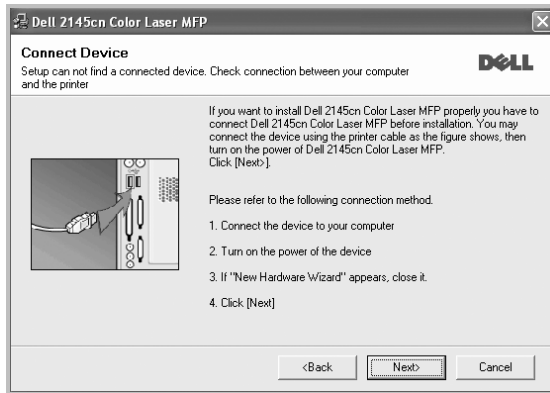 Dell 2145cn Color Laser MFP
Connect Device
Setup can not find a connected device. Check connection between your computer
and the printer
DELL
If you want to install Dell 2145cn Color Laser MFP properly you have to
connect Dell 2145cn Color Laser MFP before installation. You may
connect the device using the printer cable as the figure shows, then
turn on the power of Dell 2145cn Color Laser MFP.
Click [Next>].
Please refer to the following connection method.
1. Connect the device to your computer
2. Turn on the power of the device
3. If "New Hardware Wizard" appears, close it.
4. Click [Next]
<Back
Next>
Cancel